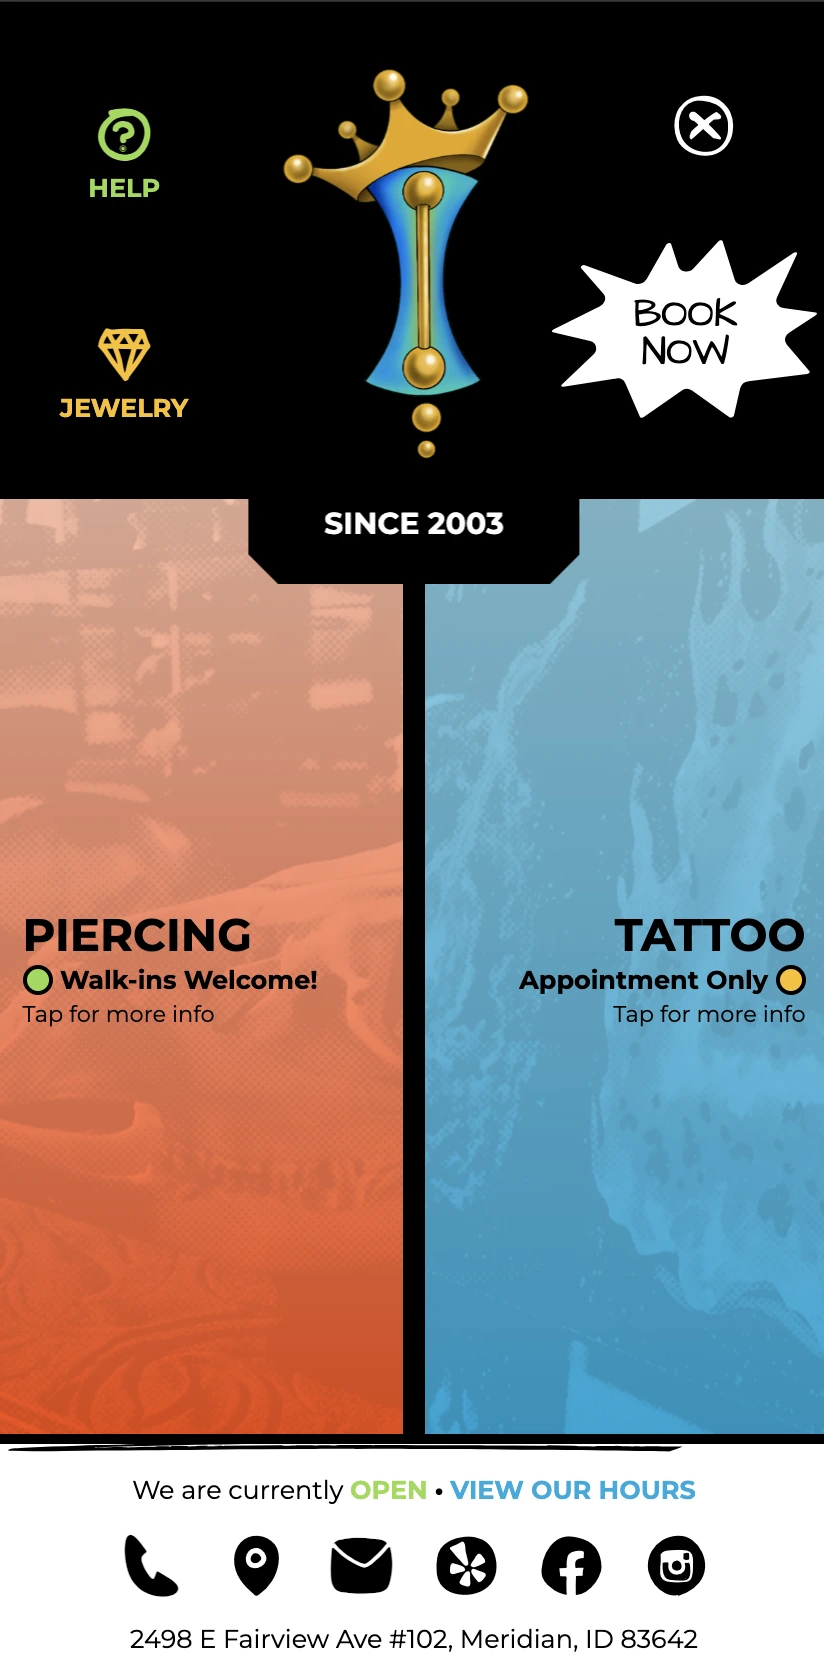 HELP
JEWELRY
BOOK
NOW
SINCE 2003
PIERCING
Walk-ins Welcome!
Tap for more info
TATTOO
Appointment Only
Tap for more info
We are currently OPEN • VIEW OUR HOURS
2498 E Fairview Ave #102, Meridian, ID 83642